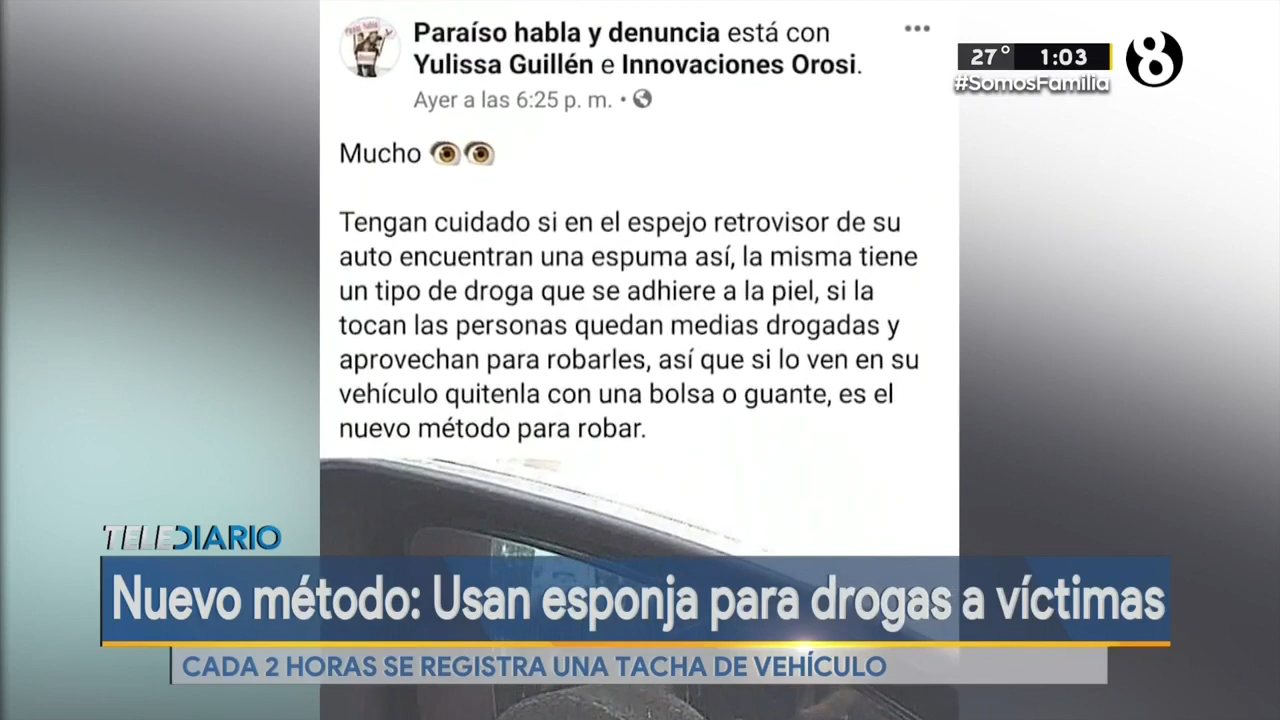 Paraíso habla y denuncia está con
Yulissa Guillén e Innovaciones Orosi.
Ayer a las 6:25 p. m. •
27° 1:03
8
#SomosFamilia
Mucho 👁👁
Tengan cuidado si en el espejo retrovisor de su
auto encuentran una espuma así, la misma tiene
un tipo de droga que se adhiere a la piel, si la
tocan las personas quedan medias drogadas y
aprovechan para robarles, así que si lo ven en su
vehículo quitenla con una bolsa o guante, es el
nuevo método para robar.
TELEDIARIO
Nuevo método: Usan esponja para drogas a víctimas
CADA 2 HORAS SE REGISTRA UNA TACHA DE VEHÍCULO